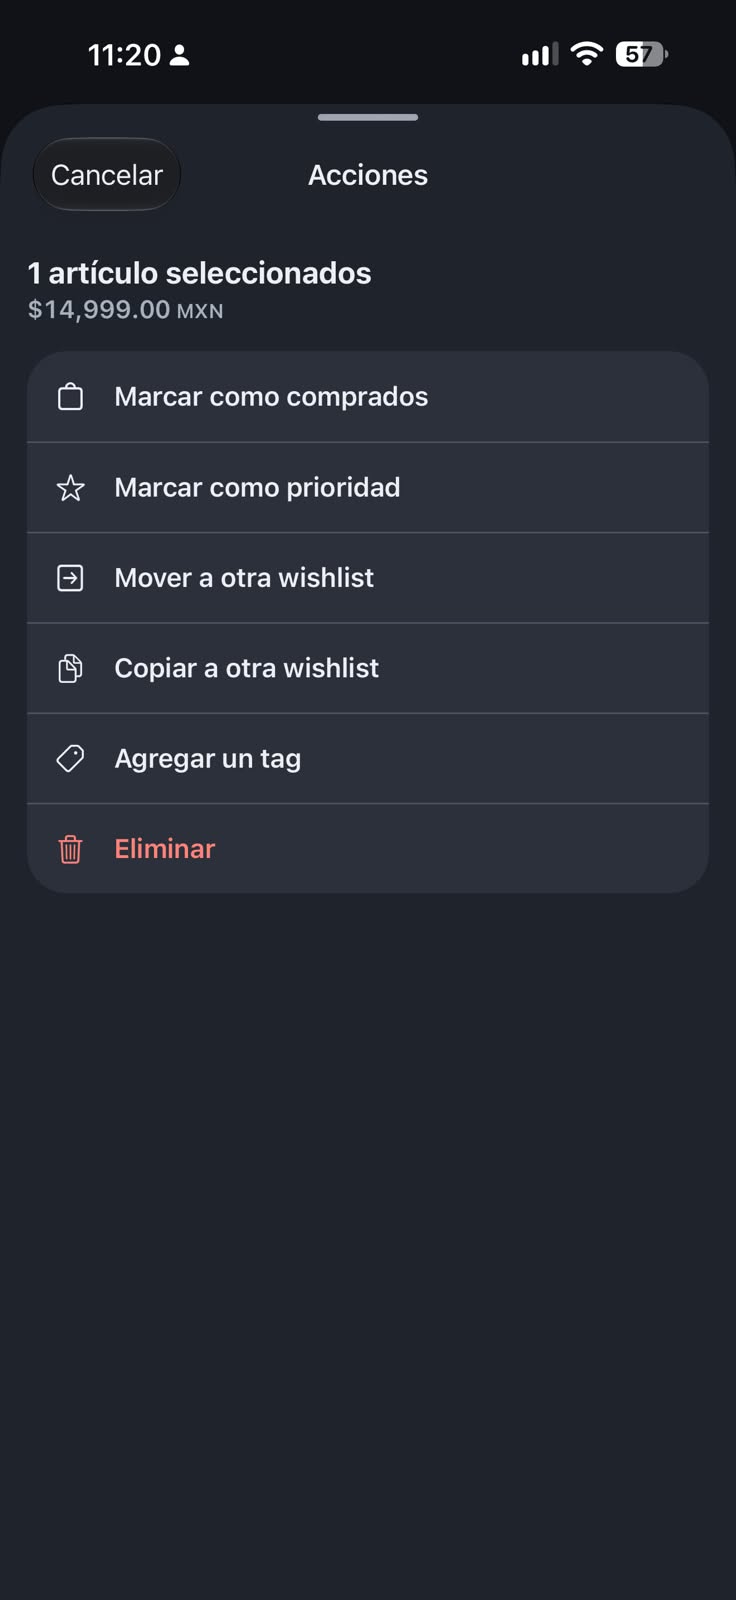 11:20
57
Cancelar
Acciones
1 artículo seleccionados
$14,999.00 MXN
Marcar como comprados
Marcar como prioridad
Mover a otra wishlist
Copiar a otra wishlist
Agregar un tag
Eliminar